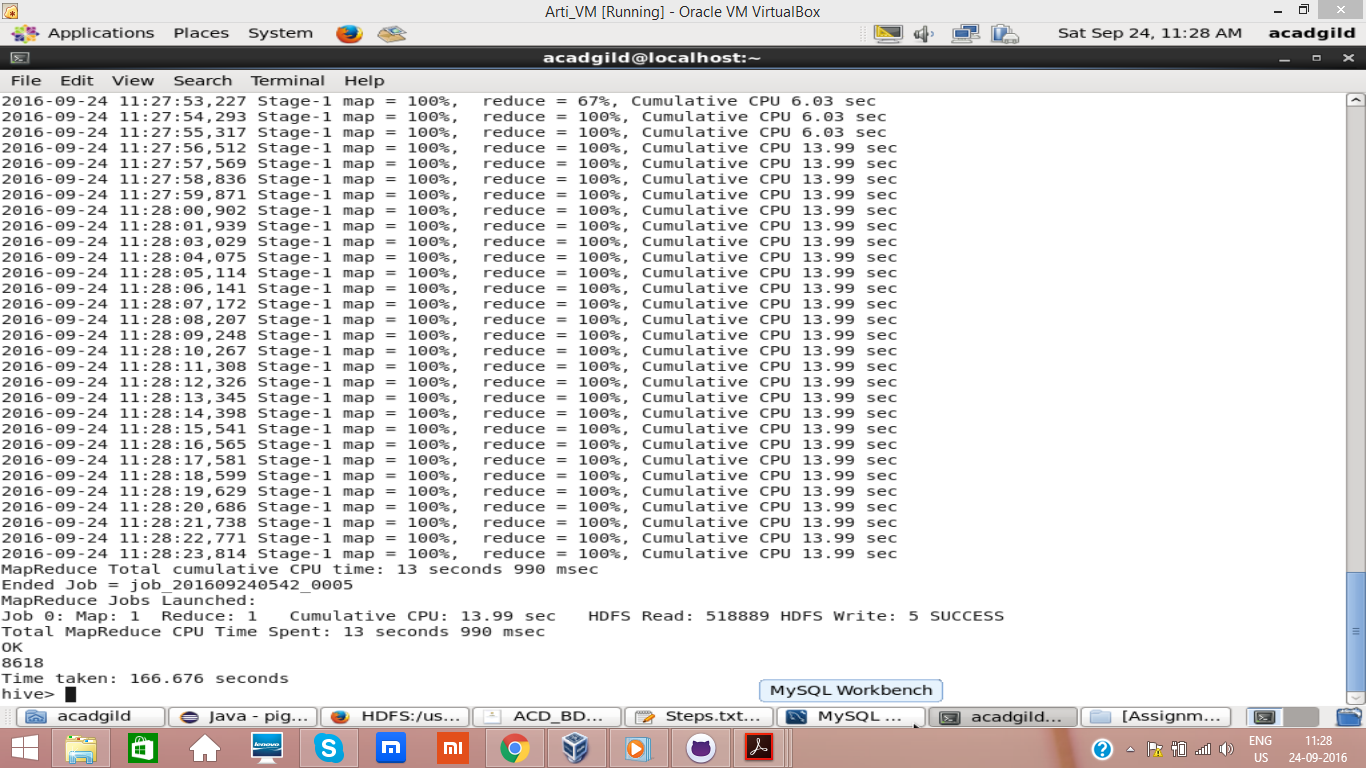 Arti_VM [Running] - Oracle VM VirtualBox
Applications Places System Sat Sep 24, 11:28 AM acadgild
acadgild@localhost:~
File Edit View Search Terminal Help
2016-09-24 11:27:53,227 Stage-1 map = 100%,  reduce = 67%, Cumulative CPU 6.03 sec
2016-09-24 11:27:54,293 Stage-1 map = 100%,  reduce = 100%, Cumulative CPU 6.03 sec
2016-09-24 11:27:55,317 Stage-1 map = 100%,  reduce = 100%, Cumulative CPU 6.03 sec
2016-09-24 11:27:56,512 Stage-1 map = 100%,  reduce = 100%, Cumulative CPU 13.99 sec
2016-09-24 11:27:57,569 Stage-1 map = 100%,  reduce = 100%, Cumulative CPU 13.99 sec
2016-09-24 11:27:58,836 Stage-1 map = 100%,  reduce = 100%, Cumulative CPU 13.99 sec
2016-09-24 11:27:59,871 Stage-1 map = 100%,  reduce = 100%, Cumulative CPU 13.99 sec
2016-09-24 11:28:00,902 Stage-1 map = 100%,  reduce = 100%, Cumulative CPU 13.99 sec
2016-09-24 11:28:01,939 Stage-1 map = 100%,  reduce = 100%, Cumulative CPU 13.99 sec
2016-09-24 11:28:03,029 Stage-1 map = 100%,  reduce = 100%, Cumulative CPU 13.99 sec
2016-09-24 11:28:04,075 Stage-1 map = 100%,  reduce = 100%, Cumulative CPU 13.99 sec
2016-09-24 11:28:05,114 Stage-1 map = 100%,  reduce = 100%, Cumulative CPU 13.99 sec
2016-09-24 11:28:06,141 Stage-1 map = 100%,  reduce = 100%, Cumulative CPU 13.99 sec
2016-09-24 11:28:07,172 Stage-1 map = 100%,  reduce = 100%, Cumulative CPU 13.99 sec
2016-09-24 11:28:08,207 Stage-1 map = 100%,  reduce = 100%, Cumulative CPU 13.99 sec
2016-09-24 11:28:09,248 Stage-1 map = 100%,  reduce = 100%, Cumulative CPU 13.99 sec
2016-09-24 11:28:10,267 Stage-1 map = 100%,  reduce = 100%, Cumulative CPU 13.99 sec
2016-09-24 11:28:11,308 Stage-1 map = 100%,  reduce = 100%, Cumulative CPU 13.99 sec
2016-09-24 11:28:12,326 Stage-1 map = 100%,  reduce = 100%, Cumulative CPU 13.99 sec
2016-09-24 11:28:13,345 Stage-1 map = 100%,  reduce = 100%, Cumulative CPU 13.99 sec
2016-09-24 11:28:14,398 Stage-1 map = 100%,  reduce = 100%, Cumulative CPU 13.99 sec
2016-09-24 11:28:15,541 Stage-1 map = 100%,  reduce = 100%, Cumulative CPU 13.99 sec
2016-09-24 11:28:16,565 Stage-1 map = 100%,  reduce = 100%, Cumulative CPU 13.99 sec
2016-09-24 11:28:17,581 Stage-1 map = 100%,  reduce = 100%, Cumulative CPU 13.99 sec
2016-09-24 11:28:18,599 Stage-1 map = 100%,  reduce = 100%, Cumulative CPU 13.99 sec
2016-09-24 11:28:19,629 Stage-1 map = 100%,  reduce = 100%, Cumulative CPU 13.99 sec
2016-09-24 11:28:20,686 Stage-1 map = 100%,  reduce = 100%, Cumulative CPU 13.99 sec
2016-09-24 11:28:21,738 Stage-1 map = 100%,  reduce = 100%, Cumulative CPU 13.99 sec
2016-09-24 11:28:22,771 Stage-1 map = 100%,  reduce = 100%, Cumulative CPU 13.99 sec
2016-09-24 11:28:23,814 Stage-1 map = 100%,  reduce = 100%, Cumulative CPU 13.99 sec
MapReduce Total cumulative CPU time: 13 seconds 990 msec
Ended Job = job_201609240542_0005
MapReduce Jobs Launched:
Job 0: Map: 1  Reduce: 1   Cumulative CPU: 13.99 sec   HDFS Read: 518889 HDFS Write: 5 SUCCESS
Total MapReduce CPU Time Spent: 13 seconds 990 msec
OK
8618
Time taken: 166.676 seconds
hive>
MySQL Workbench
acadgild Java - pig... HDFS:/us... ACD_BD... Steps.txt... MySQL ... acadgild... [Assignm...
lenovo S m mi ? ENG 11:28
US 24-09-2016